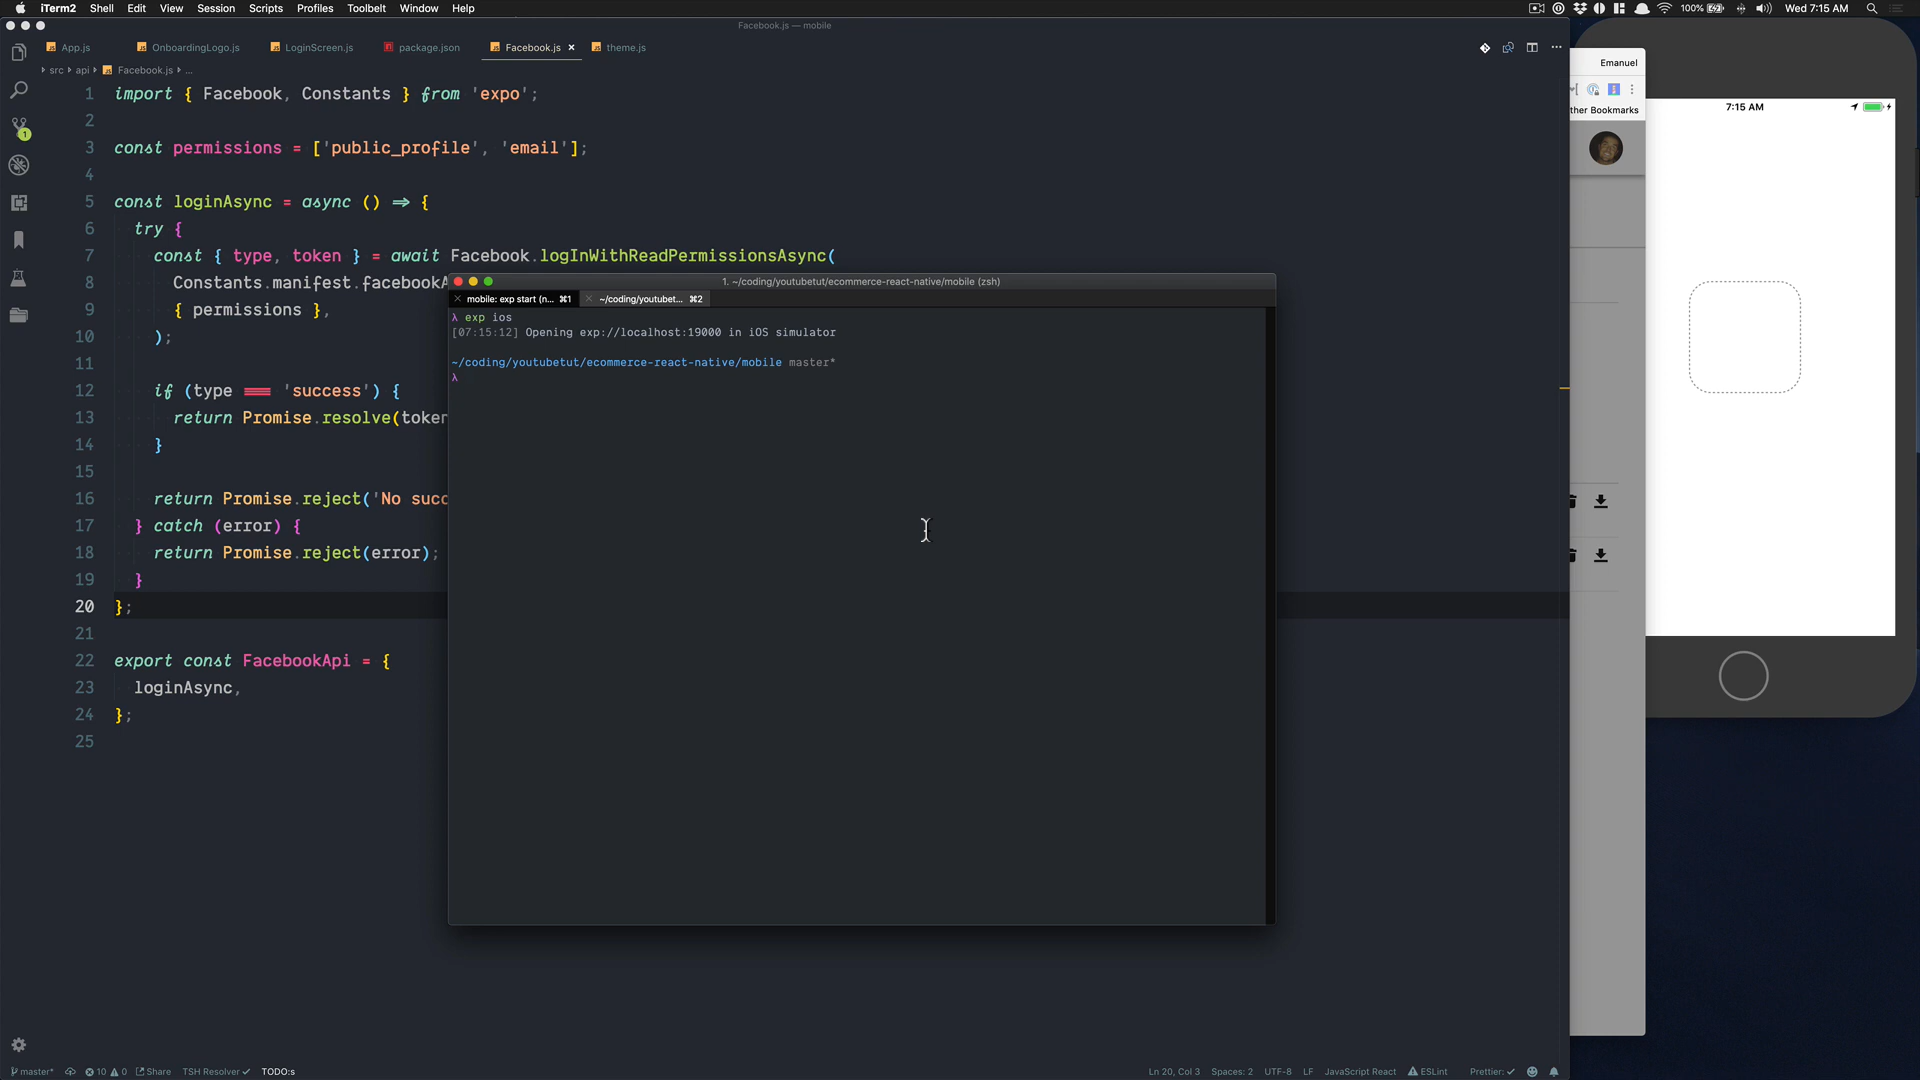 iTerm2 Shell Edit View Session Scripts Profiles Toolbelt Window Help
100% Wed 7:15 AM
Facebook.js — mobile
App.js OnboardingLogo.js LoginScreen.js package.json Facebook.js × theme.js
src api Facebook.js ...
1 import { Facebook, Constants } from 'expo';
2
3 const permissions = ['public_profile', 'email'];
4
5 const loginAsync = async () => {
6 try {
7 const { type, token } = await Facebook.logInWithReadPermissionsAsync(
8 Constants.manifest.facebookA
9 { permissions },
10 );
11
12 if (type === 'success') {
13 return Promise.resolve(token
14 }
15
16 return Promise.reject('No succ
17 } catch (error) {
18 return Promise.reject(error);
19 }
20 };
21
22 export const FacebookApi = {
23 loginAsync,
24 };
25
1. ~/coding/youtubetut/ecommerce-react-native/mobile (zsh)
× mobile: exp start (n... ⌘1 × ~/coding/youtubet... ⌘2
λ exp ios
[07:15:12] Opening exp://localhost:19000 in iOS simulator
~/coding/youtubetut/ecommerce-react-native/mobile master*
λ
Emanuel
ther Bookmarks
7:15 AM
1
master* 10 0 Share TSH Resolver ✓ TODO:s
Ln 20, Col 3 Spaces: 2 UTF-8 LF JavaScript React ESLint Prettier: ✓